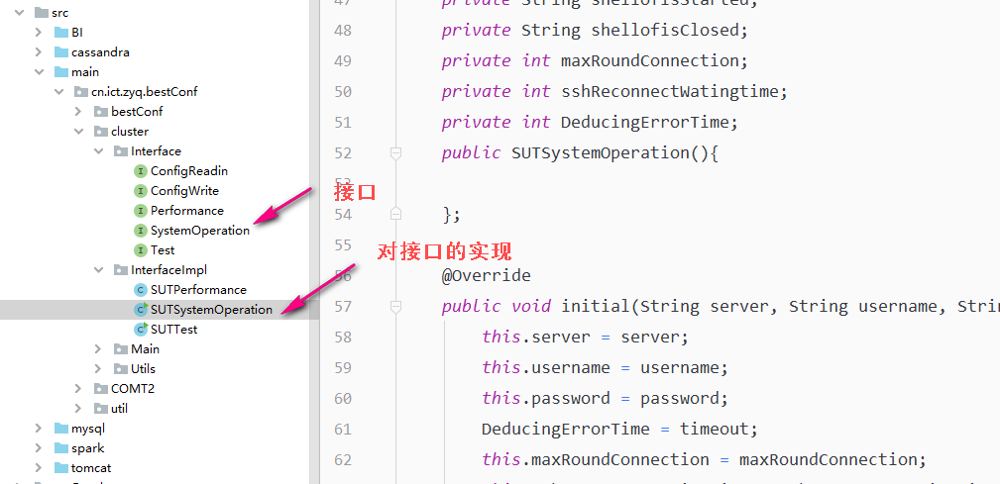 src
BI
cassandra
main
cn.ict.zyq.bestConf
bestConf
cluster
Interface
ConfigReadin
ConfigWrite
Performance
SystemOperation
Test
InterfaceImpl
SUTPerformance
SUTSystemOperation
SUTTest
Main
Utils
COMT2
util
mysql
spark
tomcat
接口
对接口的实现
47 private String shellofisStarted;
48 private String shellofisClosed;
49 private int maxRoundConnection;
50 private int sshReconnectWatingtime;
51 private int DeducingErrorTime;
52 public SUTSystemOperation(){
53
54 };
55
56 @Override
57 public void initial(String server, String username, Strin
58 this.server = server;
59 this.username = username;
60 this.password = password;
61 DeducingErrorTime = timeout;
62 this.maxRoundConnection = maxRoundConnection;